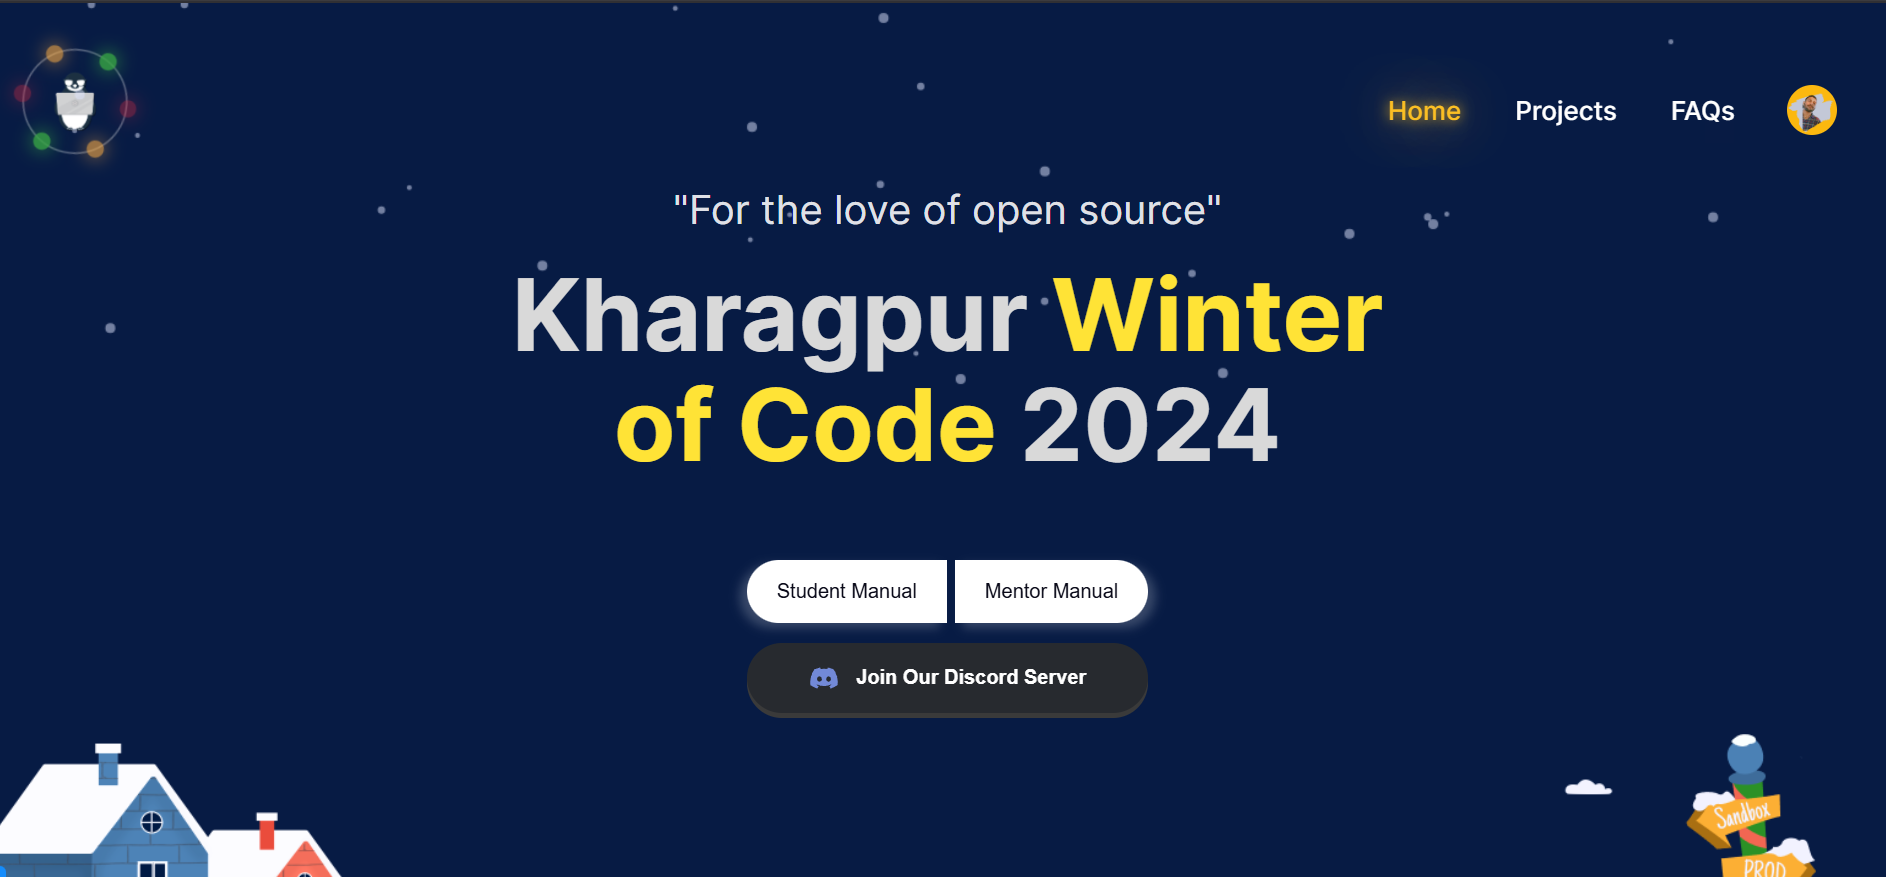 Home
Projects
FAQs
"For the love of open source"
Kharagpur Winter
of Code 2024
Student Manual
Mentor Manual
Join Our Discord Server
Sandbox
PROD